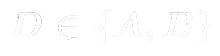 D ∈ {A, B}